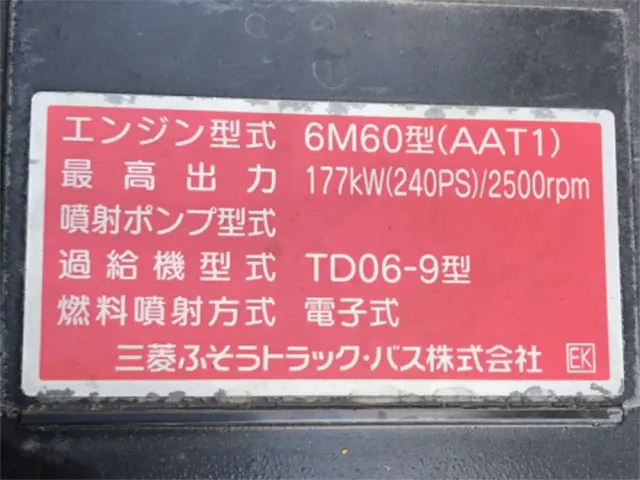 エンジン型式 6M60型(AAT1)
最高出力 177kW(240PS)/2500rpm
噴射ポンプ型式
過給機型式 TD06-9型
燃料噴射方式 電子式
三菱ふそうトラック・バス株式会社 EK